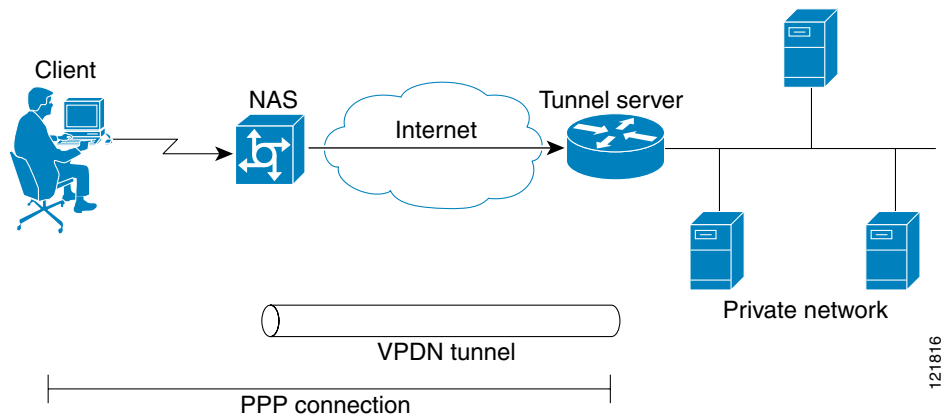 Client
NAS
Internet
Tunnel server
Private network
VPDN tunnel
PPP connection
121816